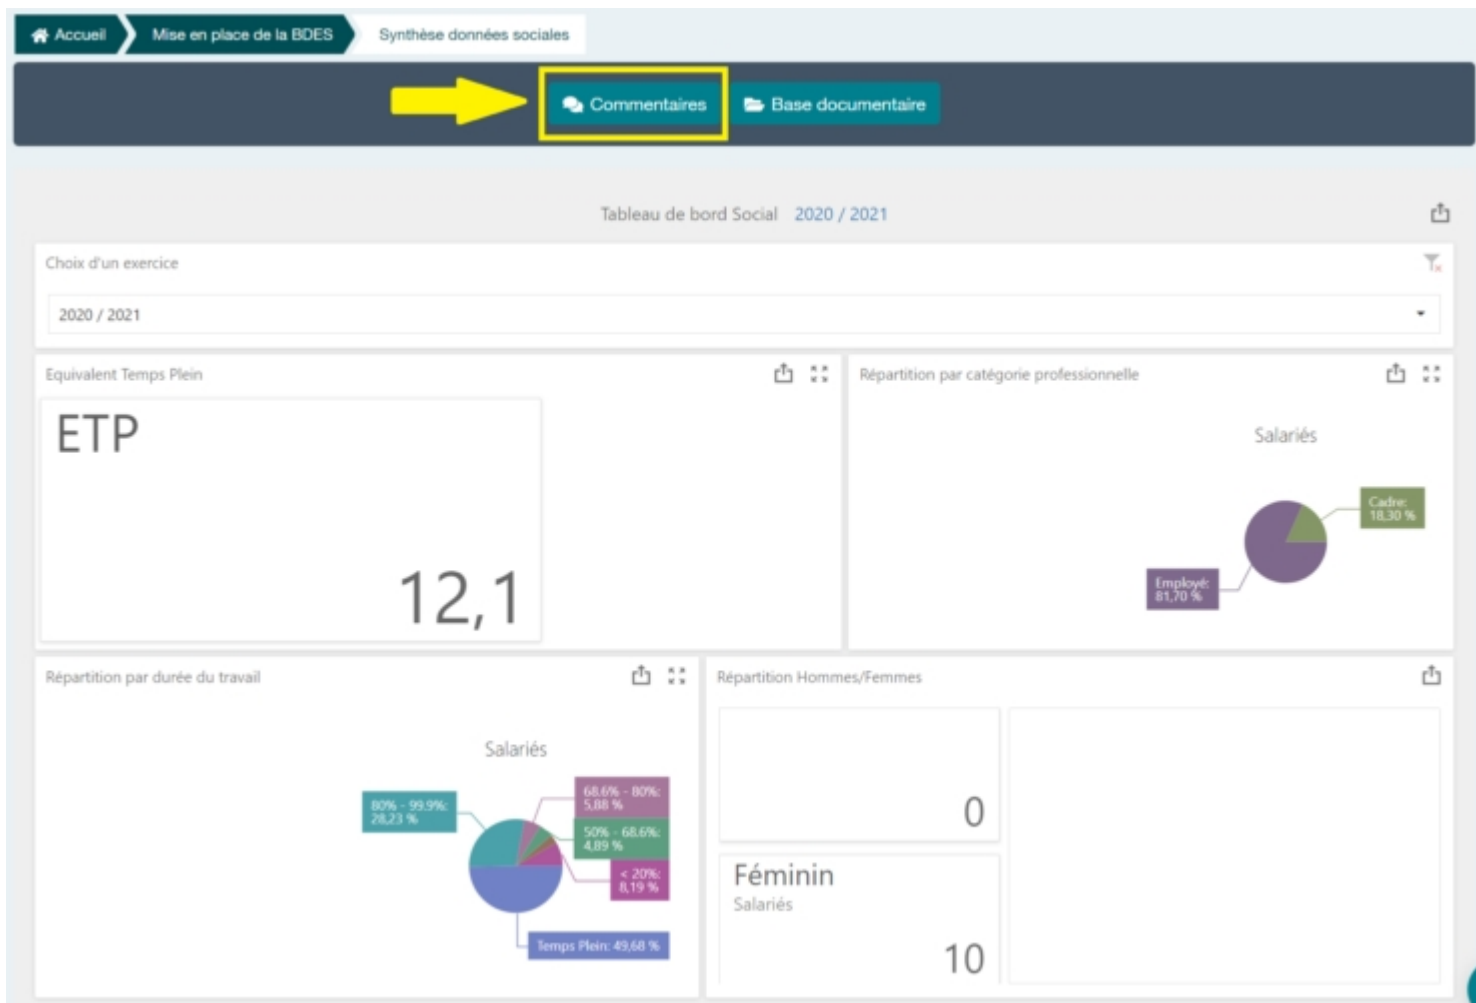 Accueil
Mise en place de la BDES
Synthèse données sociales
Commentaires
Base documentaire
Tableau de bord Social 2020 / 2021
Choix d'un exercice
2020 / 2021
Equivalent Temps Plein
ETP
12,1
Répartition par catégorie professionnelle
Salariés
Cadre:
18,30 %
Employé:
81,70 %
Répartition par durée du travail
Salariés
68.6% - 80%:
5,88 %
80% - 99.9%:
28,23 %
50% - 68.6%:
4,89 %
< 20%:
8,19 %
Temps Plein: 49,68 %
Répartition Hommes/Femmes
0
Féminin
Salariés
10